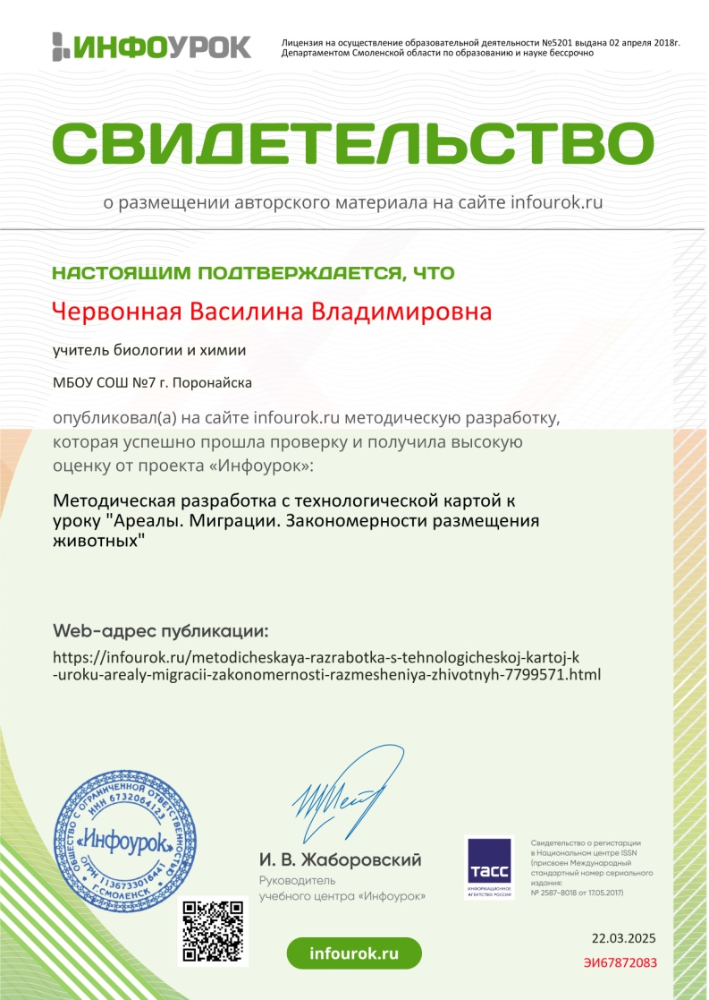 ИНФОУРОК
Лицензия на осуществление образовательной деятельности №5201 выдана 02 апреля 2018г.
Департаментом Смоленской области по образованию и науке бессрочно
СВИДЕТЕЛЬСТВО
о размещении авторского материала на сайте infourok.ru
НАСТОЯЩИМ ПОДТВЕРЖДАЕТСЯ, ЧТО
Червонная Василина Владимировна
учитель биологии и химии
МБОУ СОШ №7 г. Поронайска
опубликовал(а) на сайте infourok.ru методическую разработку,
которая успешно прошла проверку и получила высокую
оценку от проекта «Инфоурок»:
Методическая разработка с технологической картой к
уроку "Ареалы. Миграции. Закономерности размещения
животных"
Web-адрес публикации:
https://infourok.ru/metodicheskaya-razrabotka-s-tehnologicheskoj-kartoj-k
-uroku-arealy-migracii-zakonomernosti-razmesheniya-zhivotnyh-7799571.html
ОБЩЕСТВО С ОГРАНИЧЕННОЙ ОТВЕТСТВЕННОСТЬЮ
ИНН 6732064123
«Инфоурок»
ОГРН 1136733016441
Г.СМОЛЕНСК
И. В. Жаборовский
Руководитель
учебного центра «Инфоурок»
ТАСС
ИНФОРМАЦИОННОЕ
АГЕНТСТВО РОССИИ
Свидетельство о регистарции
в Национальном центре ISSN
(присвоен Международный
стандартный номер сериального
издания:
№ 2587-8018 от 17.05.2017)
infourok.ru
22.03.2025
ЭИ67872083